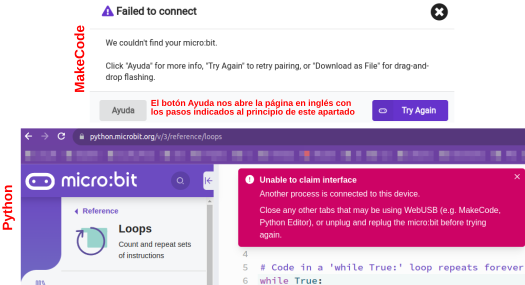 MakeCode
Failed to connect
We couldn't find your micro:bit.
Click "Ayuda" for more info, "Try Again" to retry pairing, or "Download as File" for drag-and-
drop flashing.
Ayuda
El botón Ayuda nos abre la página en inglés con
los pasos indicados al principio de este apartado
Try Again
Python
python.microbit.org/v/3/reference/loops
micro:bit
Reference
Loops
Count and repeat sets
of instructions
Unable to claim interface
Another process is connected to this device.
Close any other tabs that may be using WebUSB (e.g. MakeCode,
Python Editor), or unplug and replug the micro:bit before trying
again.
4
5 # Code in a 'while True:' loop repeats forever
6 while True: